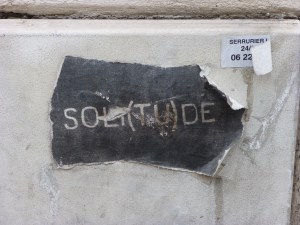 SERRURIER
24/
06 22
SOLI(TU)DE